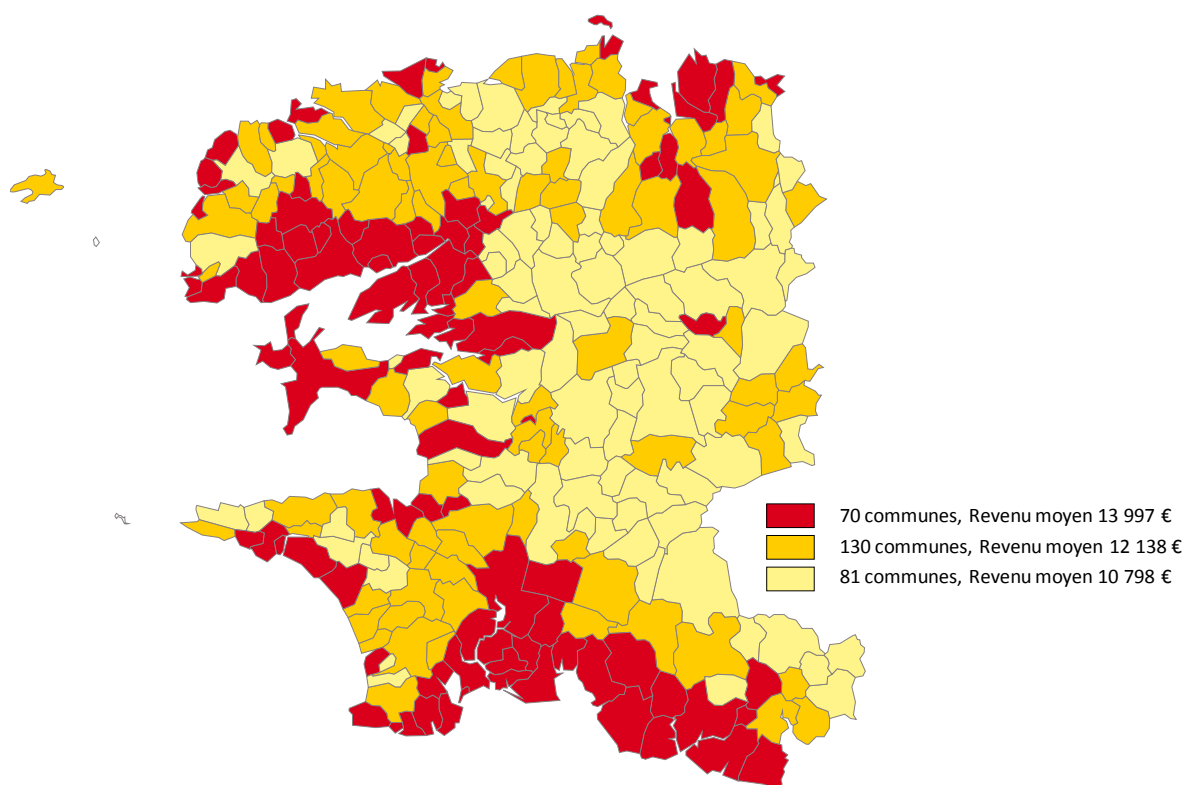 70 communes, Revenu moyen 13 997 €
130 communes, Revenu moyen 12 138 €
81 communes, Revenu moyen 10 798 €